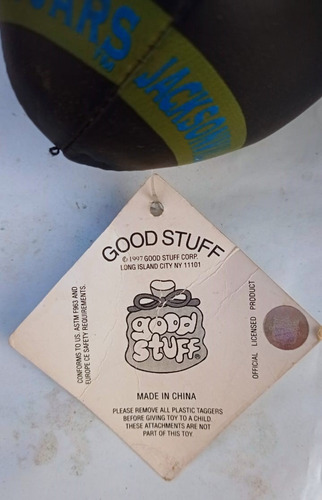 UARS™
JACKSONVI
GOOD STUFF
© 1997 GOOD STUFF CORP.
LONG ISLAND CITY NY 11101
CONFORMS TO US. ASTM F963 AND
EUROPE CE SAFETY REQUIREMENTS.
good
stuff®
OFFICIAL LICENSED PRODUCT
MADE IN CHINA
PLEASE REMOVE ALL PLASTIC TAGGERS
BEFORE GIVING TOY TO A CHILD.
THESE ATTACHMENTS ARE NOT
PART OF THIS TOY.